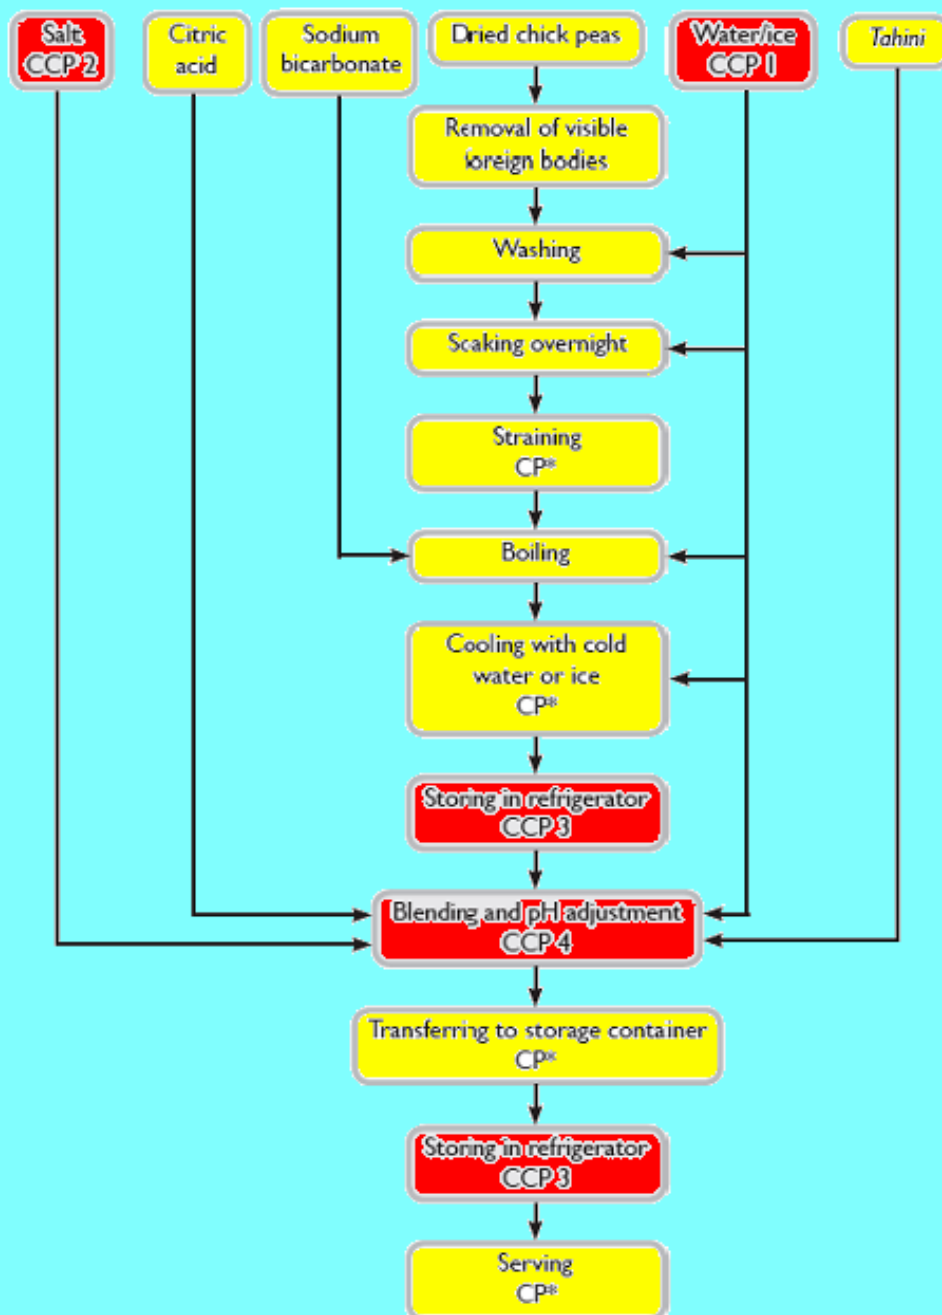 Salt
CCP 2
Citric
acid
Sodium
bicarbonate
Dried chick peas
Water/ice
CCP 1
Tahini
Removal of visible
foreign bodies
Washing
Soaking overnight
Straining
CP*
Boiling
Cooling with cold
water or ice
CP*
Storing in refrigerator
CCP 3
Blending and pH adjustment
CCP 4
Transferring to storage container
CP*
Storing in refrigerator
CCP 3
Serving
CP*